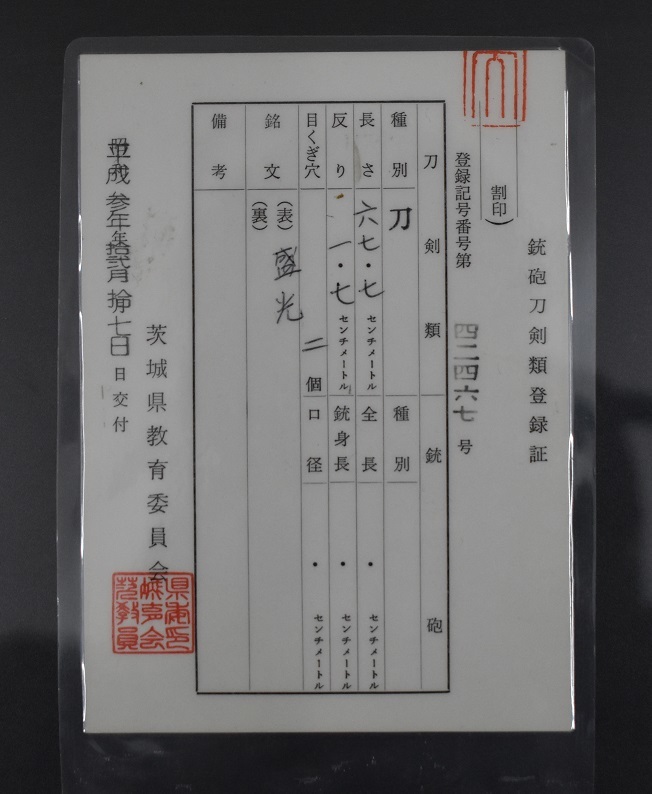 銃砲刀剣類登録証
割印)
登録記号番号第 四二四六七 号
刀剣類
銃砲
種別 刀
種別
長さ 六七・七 センチメートル
全長 ・ センチメートル
反り 一・七 センチメートル
銃身長 ・ センチメートル
目くぎ穴 二 個
口径 ・ センチメートル
銘文 (表) 盛光
(裏)
備考
茨城県教育委員会
平成参年拾弐月拾七日 日交付